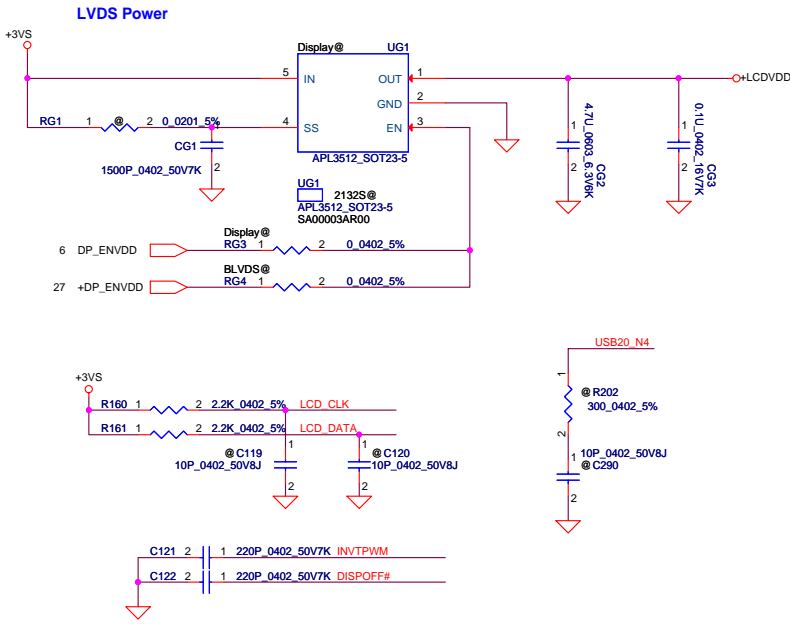 LVDS Power
+3VS
Display@ UG1
5 IN OUT 1
+LCDVDD
GND 2
RG1 1 @ 2 0_0201_5% 4 SS EN 3
CG1 1
1500P_0402_50V7K 2
APL3512_SOT23-5
1 2 4.7U_0603_6.3V6K CG2
1 2 0.1U_0402_16V7K CG3
UG1
2132S@
APL3512_SOT23-5
SA00003AR00
Display@
6 DP_ENVDD RG3 1 2 0_0402_5%
BLVDS@
27 +DP_ENVDD RG4 1 2 0_0402_5%
USB20_N4
+3VS
1
@R202
300_0402_5%
2
R160 1 2 2.2K_0402_5% LCD_CLK
R161 1 2 2.2K_0402_5% LCD_DATA
1 @C119
10P_0402_50V8J
2
1 @C120
10P_0402_50V8J
2
1 10P_0402_50V8J
@C290
2
C121 2 1 220P_0402_50V7K INVTPWM
C122 2 1 220P_0402_50V7K DISPOFF#